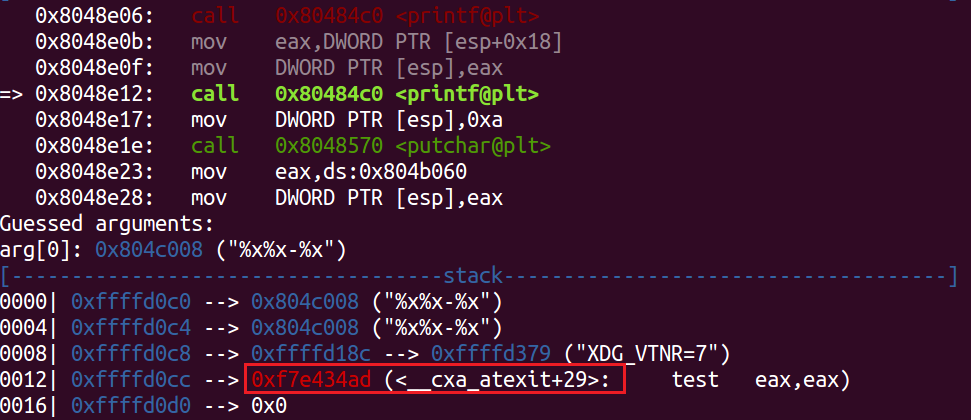 0x8048e06: call 0x80484c0 <printf@plt>
0x8048e0b: mov eax,DWORD PTR [esp+0x18]
0x8048e0f: mov DWORD PTR [esp],eax
=> 0x8048e12: call 0x80484c0 <printf@plt>
0x8048e17: mov DWORD PTR [esp],0xa
0x8048e1e: call 0x8048570 <putchar@plt>
0x8048e23: mov eax,ds:0x804b060
0x8048e28: mov DWORD PTR [esp],eax
Guessed arguments:
arg[0]: 0x804c008 ("%x%x-%x")
[------------------------------------stack-------------------------------------]
0000| 0xffffd0c0 --> 0x804c008 ("%x%x-%x")
0004| 0xffffd0c4 --> 0x804c008 ("%x%x-%x")
0008| 0xffffd0c8 --> 0xffffd18c --> 0xffffd379 ("XDG_VTNR=7")
0012| 0xffffd0cc --> 0xf7e434ad (<__cxa_atexit+29>: test eax,eax)
0016| 0xffffd0d0 --> 0x0